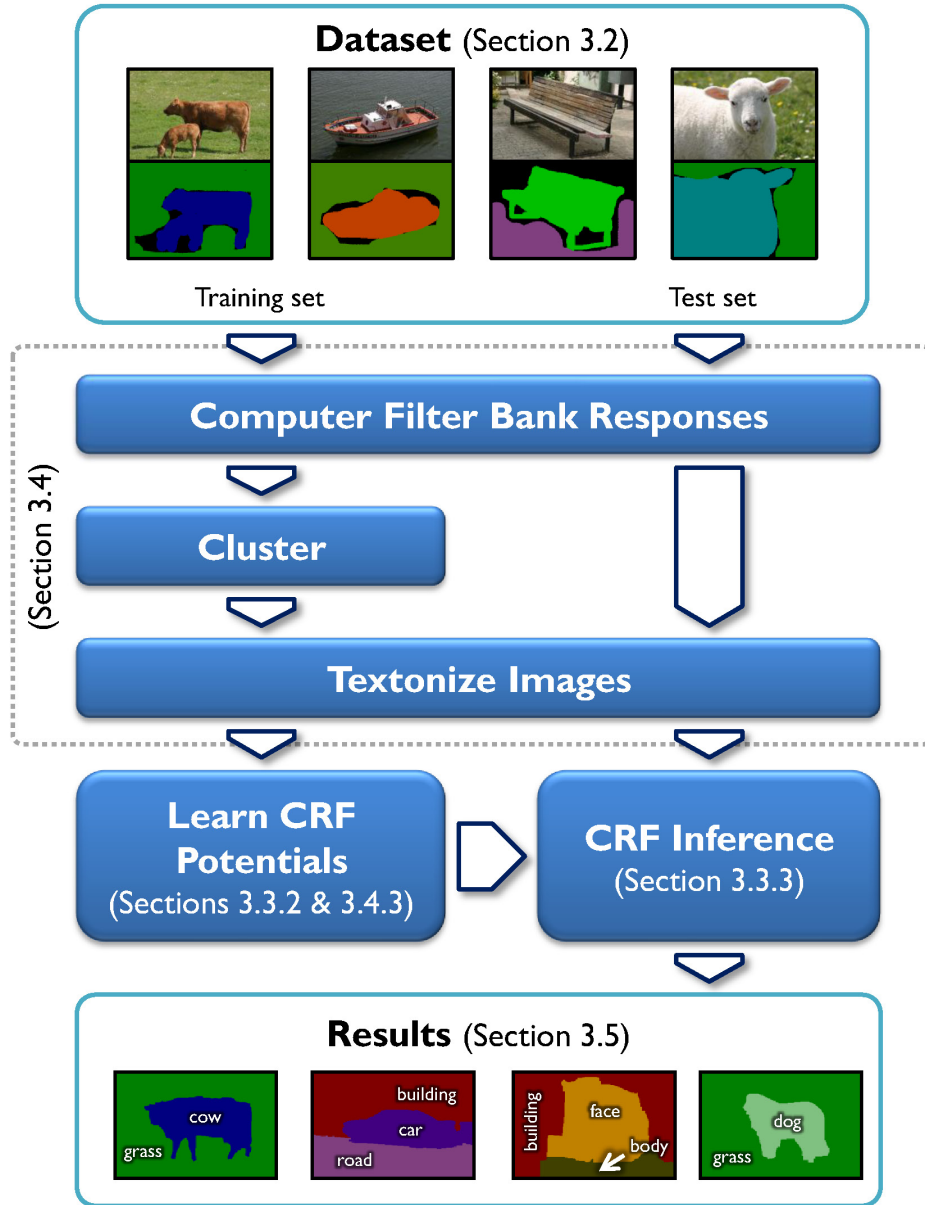 Dataset (Section 3.2)
Training set
Test set
(Section 3.4)
Computer Filter Bank Responses
Cluster
Textonize Images
Learn CRF
Potentials
(Sections 3.3.2 & 3.4.3)
CRF Inference
(Section 3.3.3)
Results (Section 3.5)
cow
grass
building
car
road
building
face
body
dog
grass